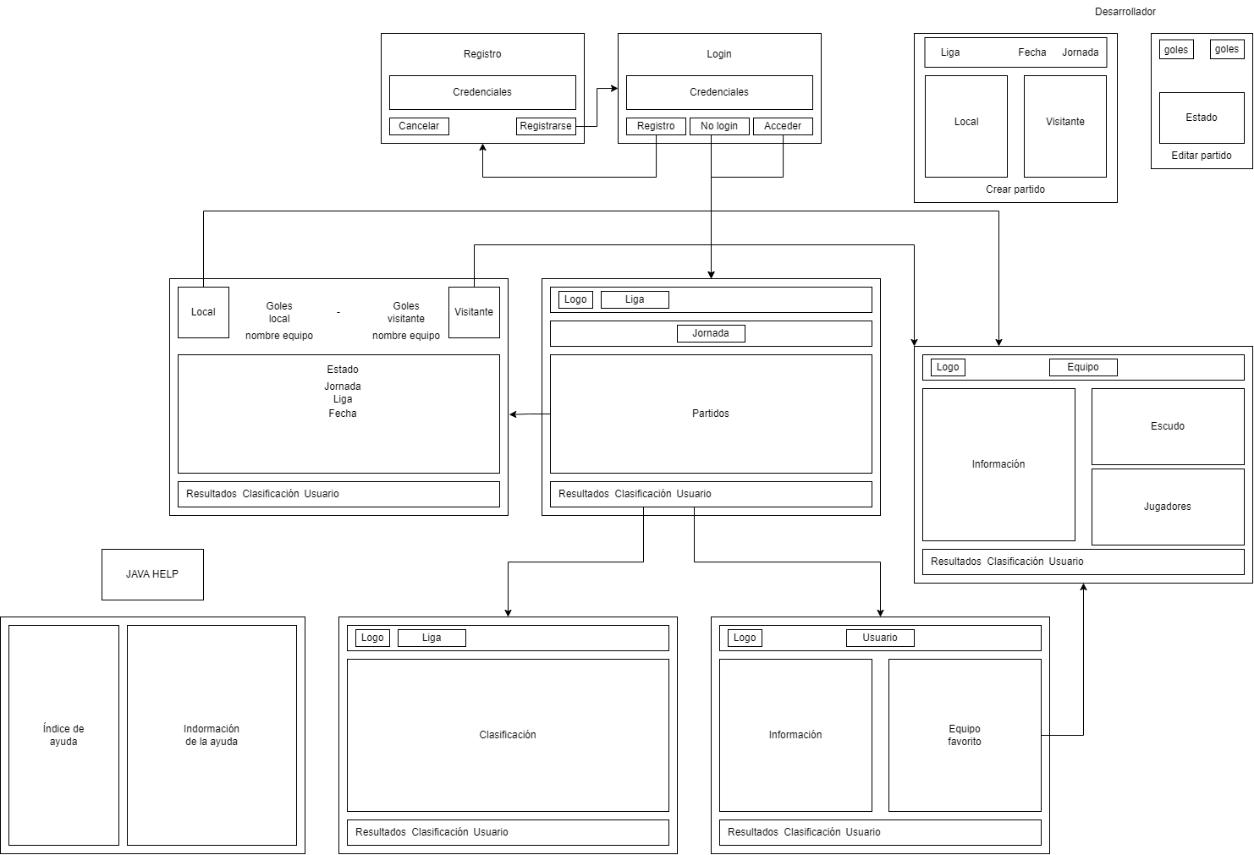 Desarrollador
Registro
Credenciales
Cancelar
Registrarse
Login
Credenciales
Registro
No login
Acceder
Liga
Fecha
Jornada
Local
Visitante
Crear partido
goles
goles
Estado
Editar partido
Local
Goles
local
-
Goles
visitante
Visitante
nombre equipo
nombre equipo
Estado
Jornada
Liga
Fecha
Resultados Clasificación Usuario
Logo
Liga
Jornada
Partidos
Resultados Clasificación Usuario
Logo
Equipo
Información
Escudo
Jugadores
Resultados Clasificación Usuario
JAVA HELP
Índice de
ayuda
Indormación
de la ayuda
Logo
Liga
Clasificación
Resultados Clasificación Usuario
Logo
Usuario
Información
Equipo
favorito
Resultados Clasificación Usuario